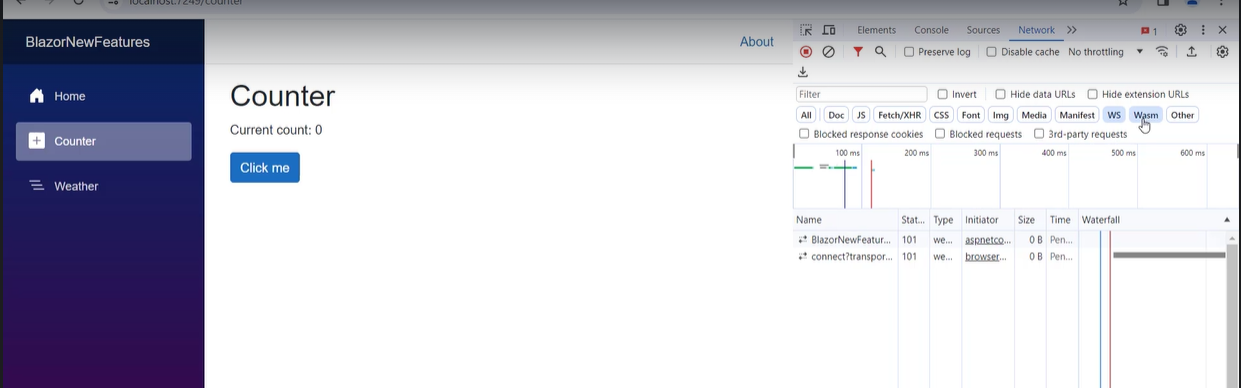 localhost:7249/counter
BlazorNewFeatures
About
Home
Counter
Weather
Counter
Current count: 0
Click me
Elements Console Sources Network 1
Preserve log Disable cache No throttling
Filter Invert Hide data URLs Hide extension URLs
All Doc JS Fetch/XHR CSS Font Img Media Manifest WS Wasm Other
Blocked response cookies Blocked requests 3rd-party requests
100 ms 200 ms 300 ms 400 ms 500 ms 600 ms
Name Stat... Type Initiator Size Time Waterfall
BlazorNewFeatur... 101 we... aspnetco... 0 B Pen...
connect?transpor... 101 we... browser... 0 B Pen...